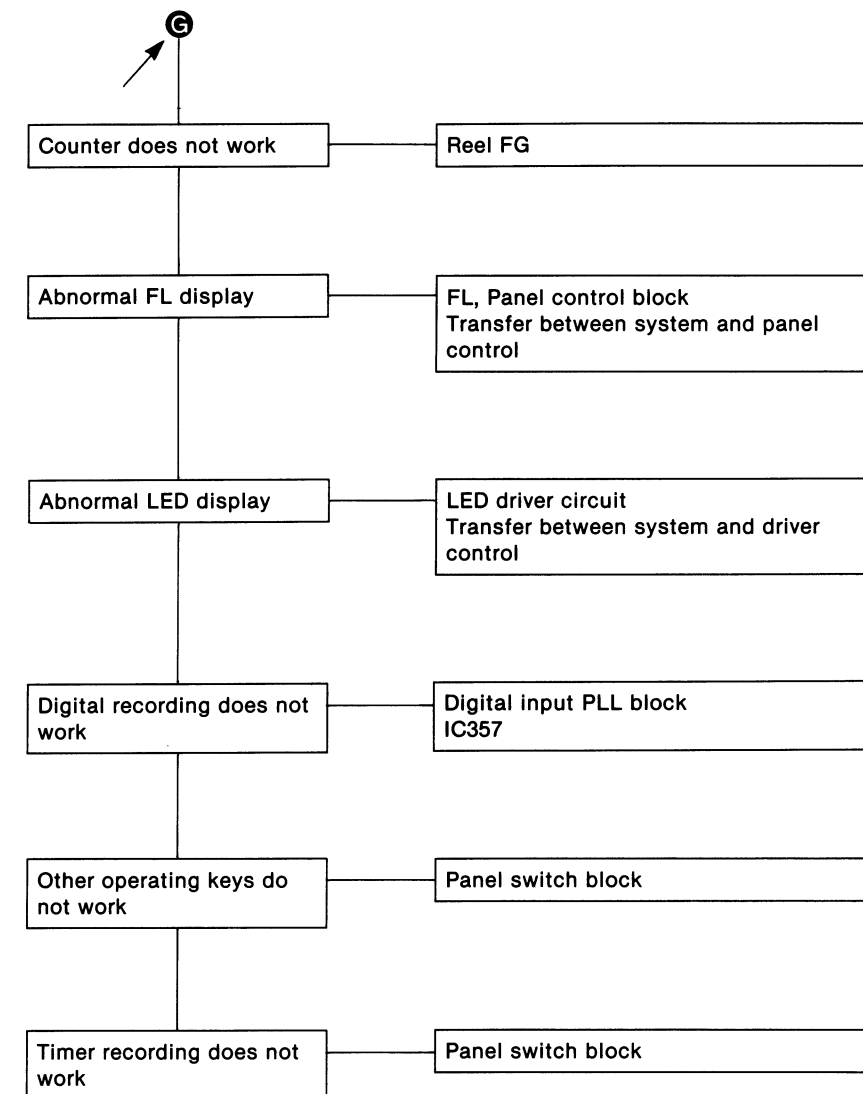 G
Counter does not work
Reel FG
Abnormal FL display
FL, Panel control block
Transfer between system and panel
control
Abnormal LED display
LED driver circuit
Transfer between system and driver
control
Digital recording does not
work
Digital input PLL block
IC357
Other operating keys do
not work
Panel switch block
Timer recording does not
work
Panel switch block